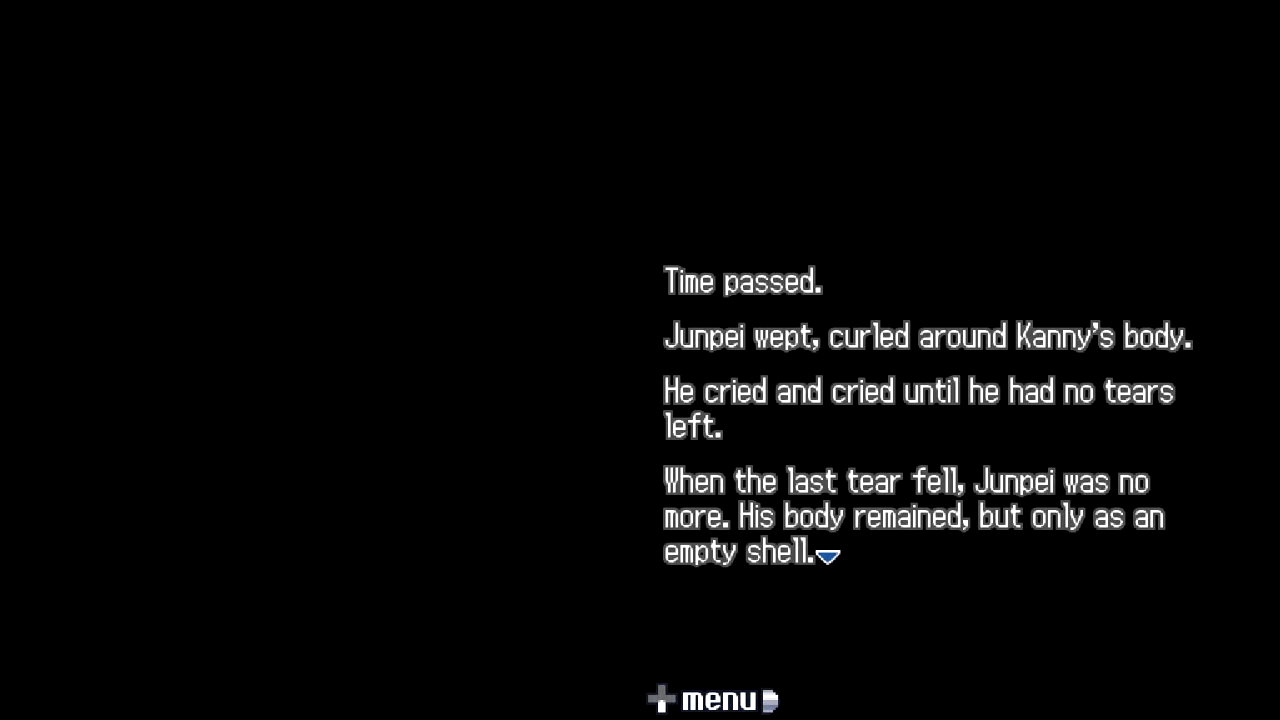 Time passed.
Junpei wept, curled around Kanny's body.
He cried and cried until he had no tears
left.
When the last tear fell, Junpei was no
more. His body remained, but only as an
empty shell.
menu